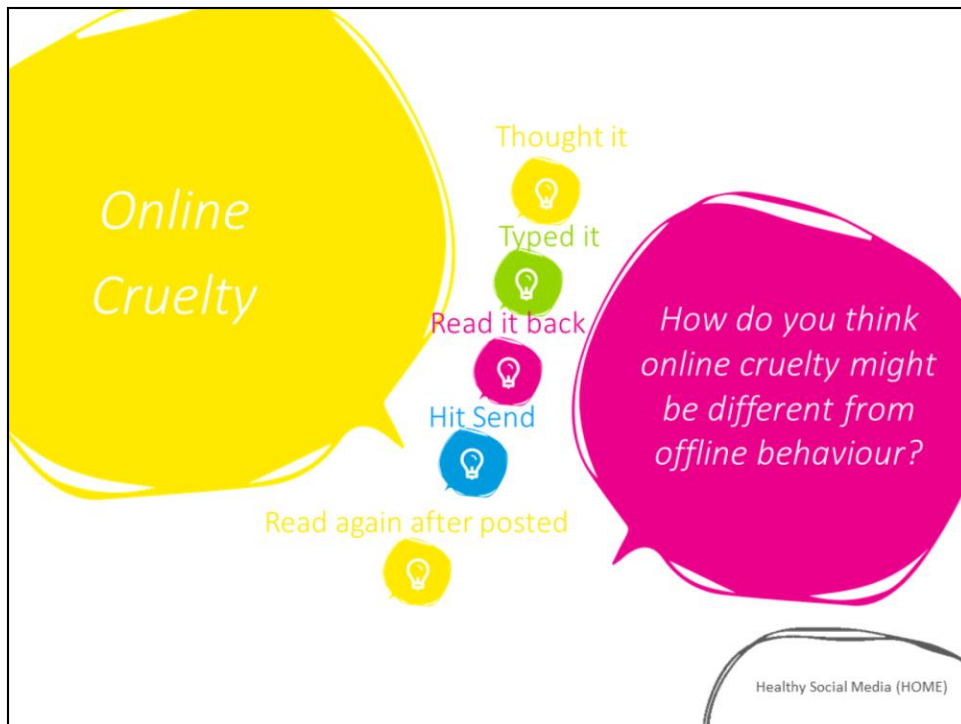 Online
Cruelty
Thought it
Typed it
Read it back
Hit Send
Read again after posted
How do you think
online cruelty might
be different from
offline behaviour?
Healthy Social Media (HOME)